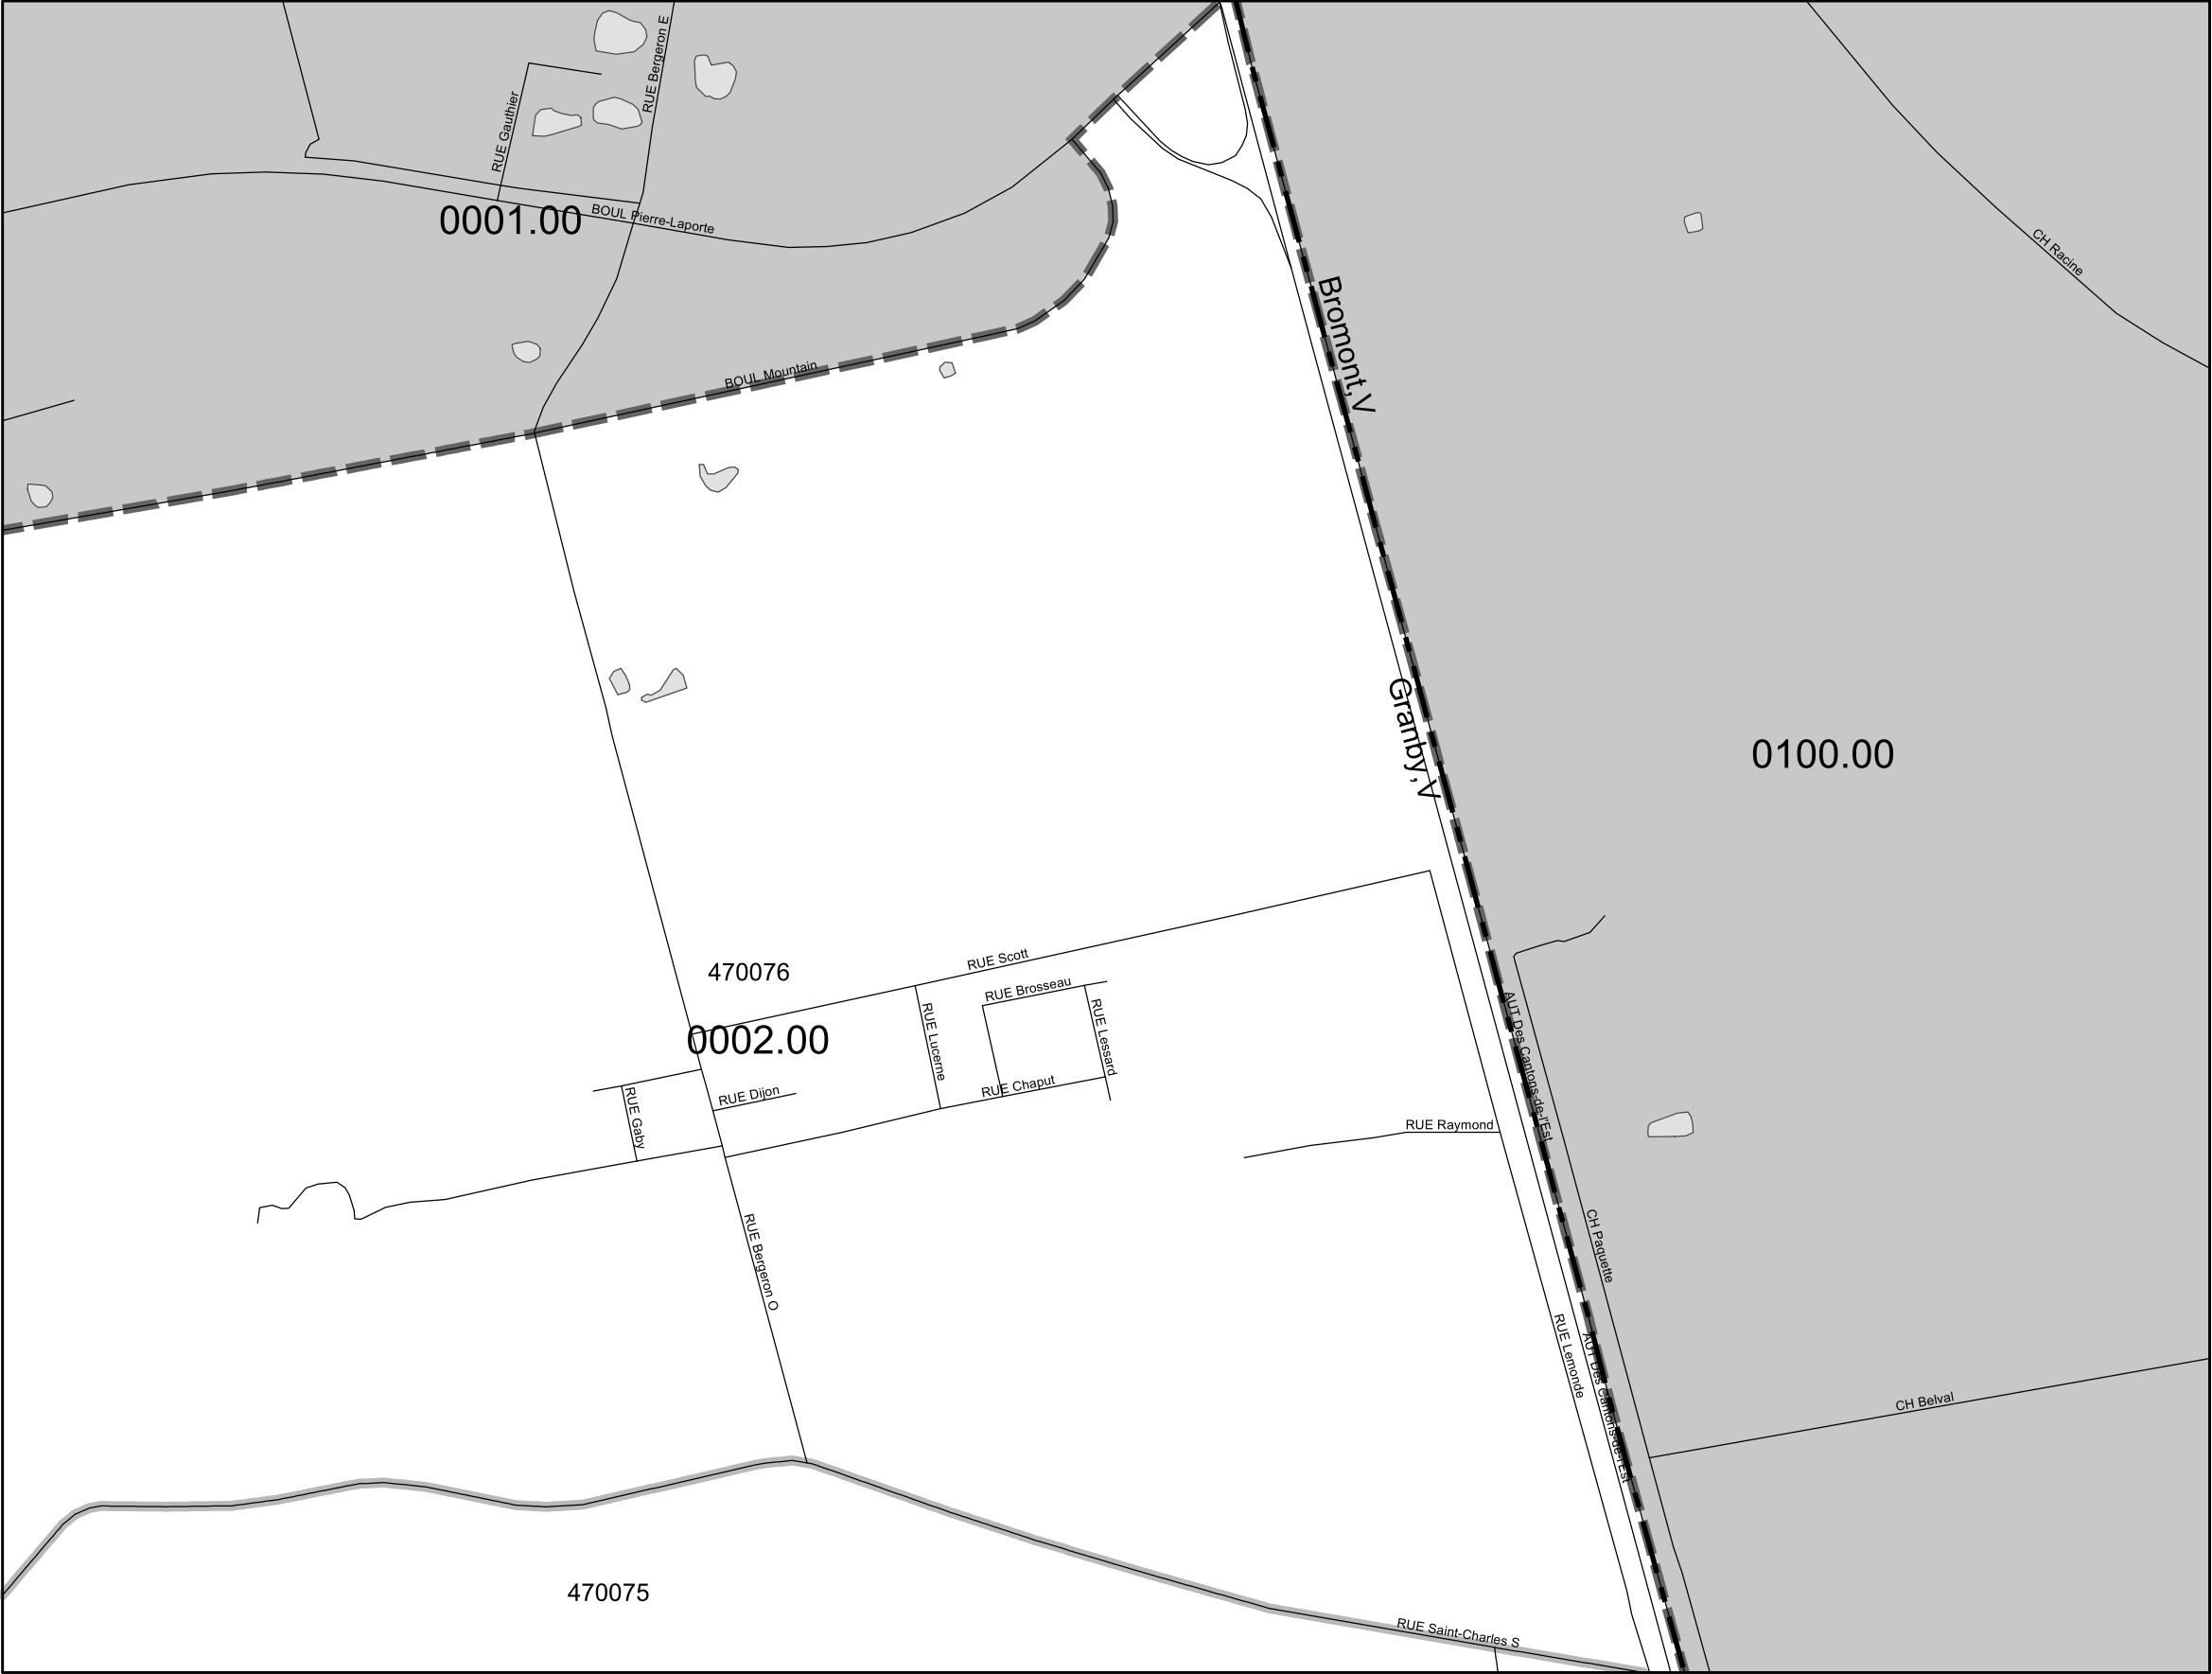 RUE Bergeron E
RUE Gauthier
0001.00
BOUL Pierre-Laporte
CH Racine
Bromont,V
BOUL Mountain
Granby,V
0100.00
470076
RUE Scott
RUE Brosseau
0002.00
RUE Lucerne
RUE Lessard
AUT Des Cantons-de-l'Est
RUE Dijon
RUE Chaput
RUE Gaby
RUE Raymond
RUE Bergeron O
CH Paquette
RUE Lemonde
AUT Des Cantons-de-l'Est
CH Belval
470075
RUE Saint-Charles S